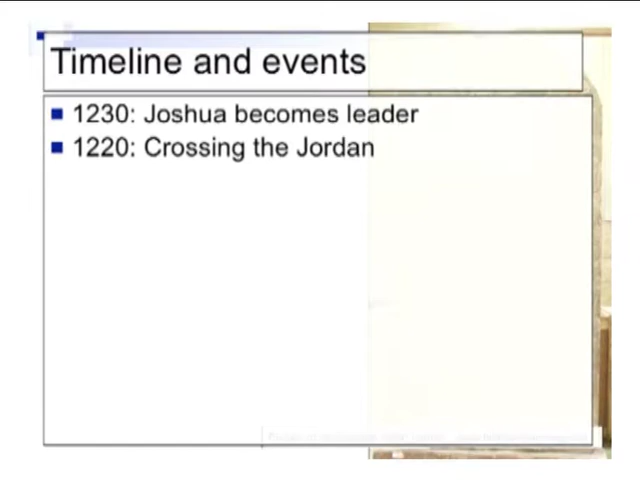 Timeline and events
1230: Joshua becomes leader
1220: Crossing the Jordan